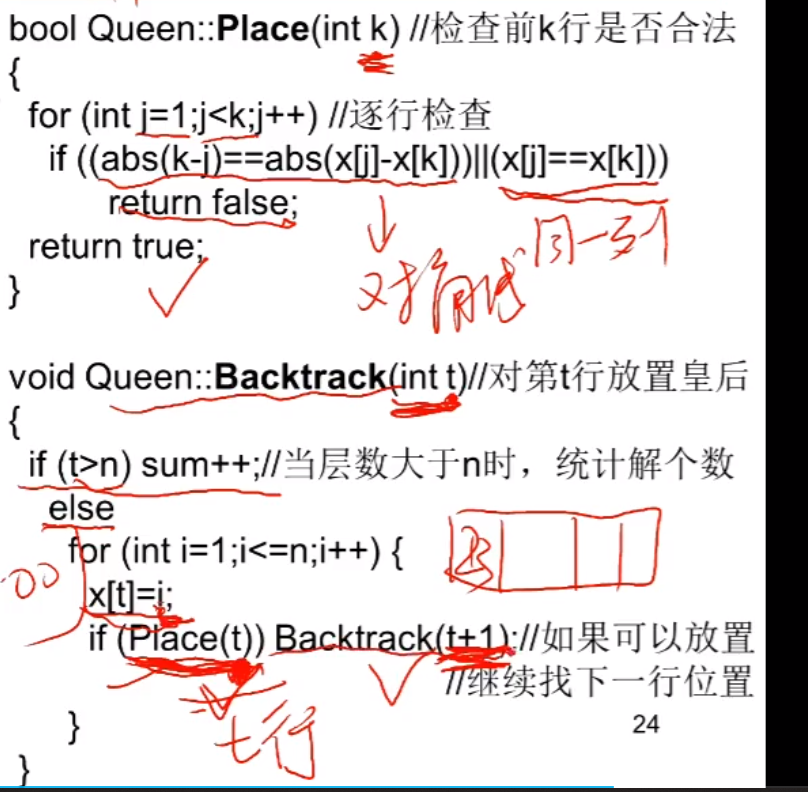 bool Queen::Place(int k) //检查前k行是否合法
{
for (int j=1;j<k;j++) //逐行检查
if ((abs(k-j)==abs(x[j]-x[k]))||(x[j]==x[k]))
return false;
同一列
return true;
对角线
}
void Queen::Backtrack(int t)//对第t行放置皇后
{
if (t>n) sum++;//当层数大于n时，统计解个数
else
for (int i=1;i<=n;i++) {
x[t]=i;
if (Place(t)) Backtrack(t+1);//如果可以放置
//继续找下一行位置
t行
}
24
}